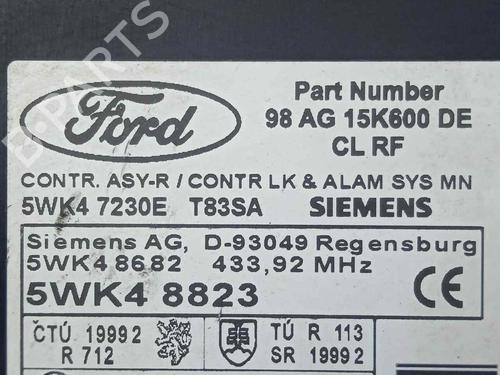 Ford
Part Number
98 AG 15K600 DE
CL RF
CONTR. ASY-R / CONTR LK & ALAM SYS MN
5WK4 7230E T83SA SIEMENS
Siemens AG, D-93049 Regensburg
5WK4 8682 433,92 MHz
5WK4 8823
CE
ČTÚ 1999 2
R 712
TÚ R 113
SR 1999 2
B-PARTS